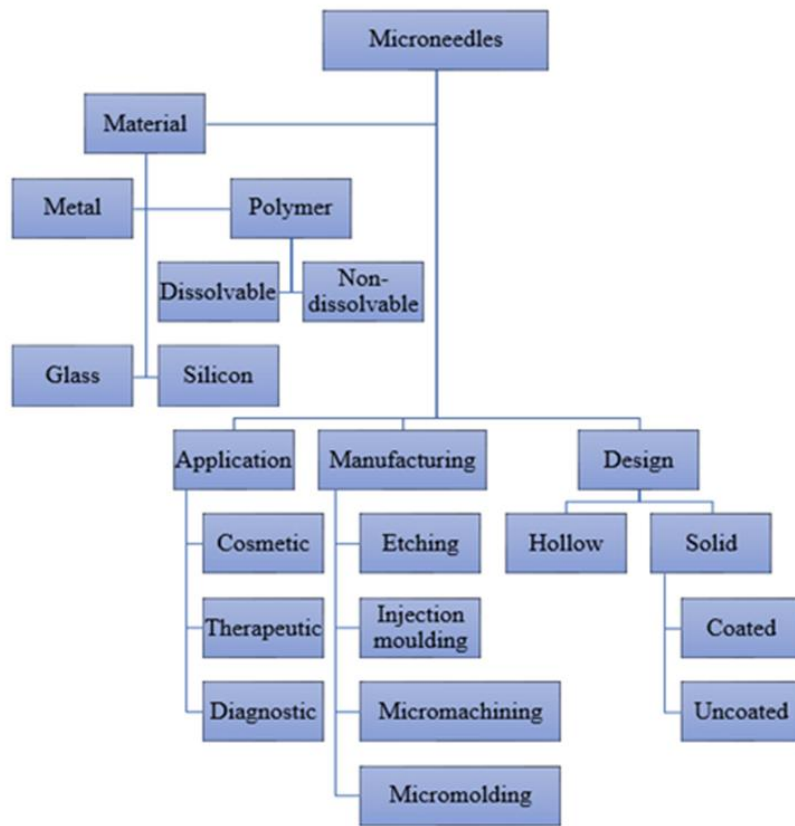 Microneedles
Material
Metal
Polymer
Dissolvable
Non-
dissolvable
Glass
Silicon
Application
Manufacturing
Design
Cosmetic
Etching
Hollow
Solid
Therapeutic
Injection
moulding
Coated
Diagnostic
Micromachining
Uncoated
Micromolding